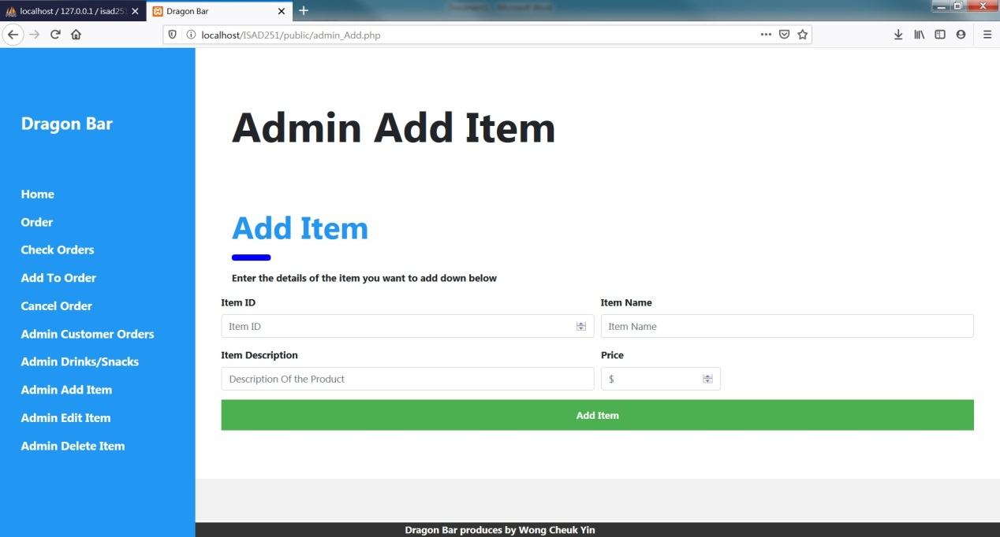 localhost / 127.0.0.1 / isad251
Dragon Bar
localhost/ISAD251/public/admin_Add.php
Dragon Bar
Home
Order
Check Orders
Add To Order
Cancel Order
Admin Customer Orders
Admin Drinks/Snacks
Admin Add Item
Admin Edit Item
Admin Delete Item
Admin Add Item
Add Item
Enter the details of the item you want to add down below
Item ID
Item Name
Item ID
Item Name
Item Description
Price
Description Of the Product
$
Add Item
Dragon Bar produces by Wong Cheuk Yin